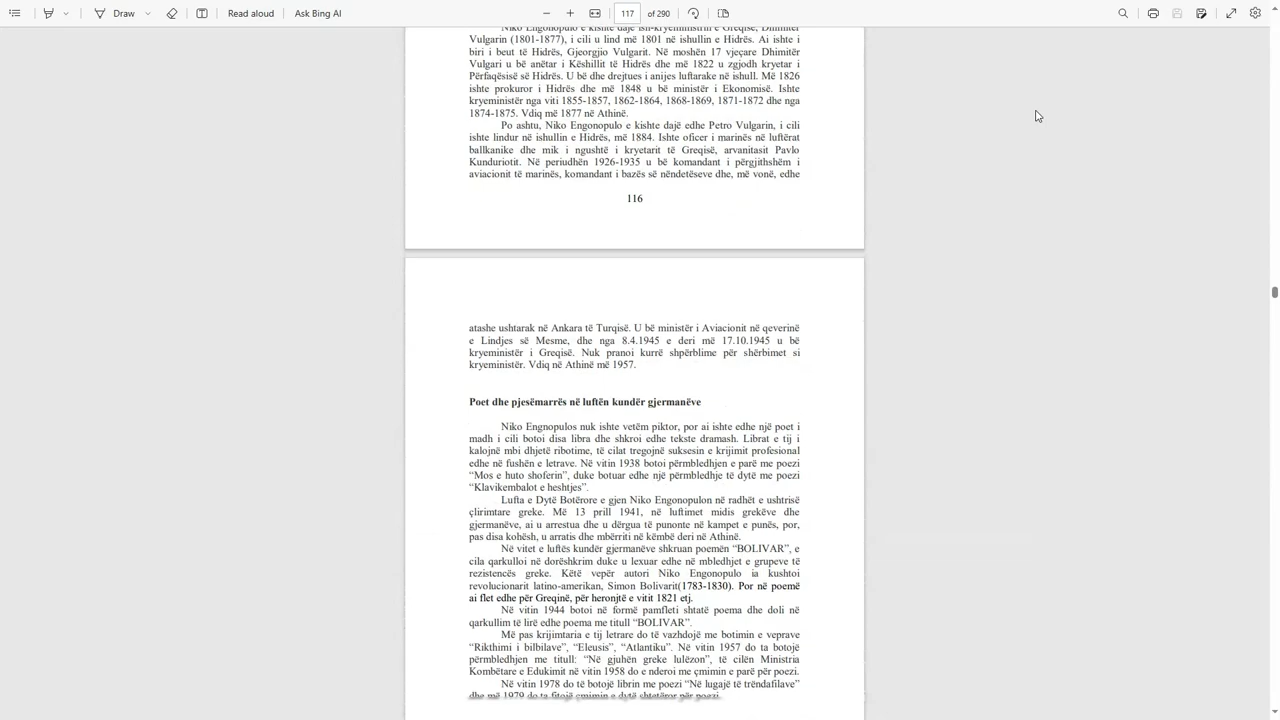 Draw
Read aloud
Ask Bing AI
117 of 290
Niko Engonopulo e kishte dajë ish-kryeministrin e Greqisë, Dhimitër
Vulgarin (1801-1877), i cili u lind më 1801 në ishullin e Hidrës. Ai ishte i
biri i beut të Hidrës, Gjeorgjio Vulgarit. Në moshën 17 vjeçare Dhimitër
Vulgari u bë anëtar i Këshillit të Hidrës dhe më 1822 u zgjodh kryetar i
Përfaqësisë së Hidrës. U bë dhe drejtues i anijes luftarake në ishull. Më 1826
ishte prokuror i Hidrës dhe më 1848 u bë ministër i Ekonomisë. Ishte
kryeministër nga viti 1855-1857, 1862-1864, 1868-1869, 1871-1872 dhe nga
1874-1875. Vdiq më 1877 në Athinë.
Po ashtu, Niko Engonopulo e kishte dajë edhe Petro Vulgarin, i cili
ishte lindur në ishullin e Hidrës, më 1884. Ishte oficer i marinës në luftërat
ballkanike dhe mik i ngushtë i kryetarit të Greqisë, arvanitasit Pavlo
Kunduriotit. Në periudhën 1926-1935 u bë komandant i përgjithshëm i
aviacionit të marinës, komandant i bazës së nëndetëseve dhe, më vonë, edhe
116
atashe ushtarak në Ankara të Turqisë. U bë ministër i Aviacionit në qeverinë
e Lindjes së Mesme, dhe nga 8.4.1945 e deri më 17.10.1945 u bë
kryeministër i Greqisë. Nuk pranoi kurrë shpërblime për shërbimet si
kryeministër. Vdiq në Athinë më 1957.
Poet dhe pjesëmarrës në luftën kundër gjermanëve
Niko Engnopulos nuk ishte vetëm piktor, por ai ishte edhe një poet i
madh i cili botoi disa libra dhe shkroi edhe tekste dramash. Librat e tij i
kalojnë mbi dhjetë ribotime, të cilat tregojnë suksesin e krijimit profesional
edhe në fushën e letrave. Në vitin 1938 botoi përmbledhjen e parë me poezi
“Mos e huto shoferin”, duke botuar edhe një përmbledhje të dytë me poezi
“Klavikembalot e heshtjes”.
Lufta e Dytë Botërore e gjen Niko Engonopulon në radhët e ushtrisë
çlirimtare greke. Më 13 prill 1941, në luftimet midis grekëve dhe
gjermanëve, ai u arrestua dhe u dërgua të punonte në kampet e punës, por,
pas disa kohësh, u arratis dhe mbërriti në këmbë deri në Athinë.
Në vitet e luftës kundër gjermanëve shkruan poemën “BOLIVAR”, e
cila qarkulloi në dorëshkrim duke u lexuar edhe në mbledhjet e grupeve të
rezistencës greke. Këtë vepër autori Niko Engonopulo ia kushtoi
revolucionarit latino-amerikan, Simon Bolivarit(1783-1830). Por në poemë
ai flet edhe për Greqinë, për heronjtë e vitit 1821 etj.
Në vitin 1944 botoi në formë pamfleti shtatë poema dhe doli në
qarkullim të lirë edhe poema me titull “BOLIVAR”.
Më pas krijimtaria e tij letrare do të vazhdojë me botimin e veprave
“Rikthimi i bilbilave”, “Eleusis”, “Atlantiku”. Në vitin 1957 do ta botojë
përmbledhjen me titull: “Në gjuhën greke lulëzon”, të cilën Ministria
Kombëtare e Edukimit në vitin 1958 do e nderoi me çmimin e parë për poezi.
Në vitin 1978 do të botojë librin me poezi “Në lugajë të trëndafilave”
dhe më 1979 do ta fitojë çmimin e dytë shtetëror për poezi.